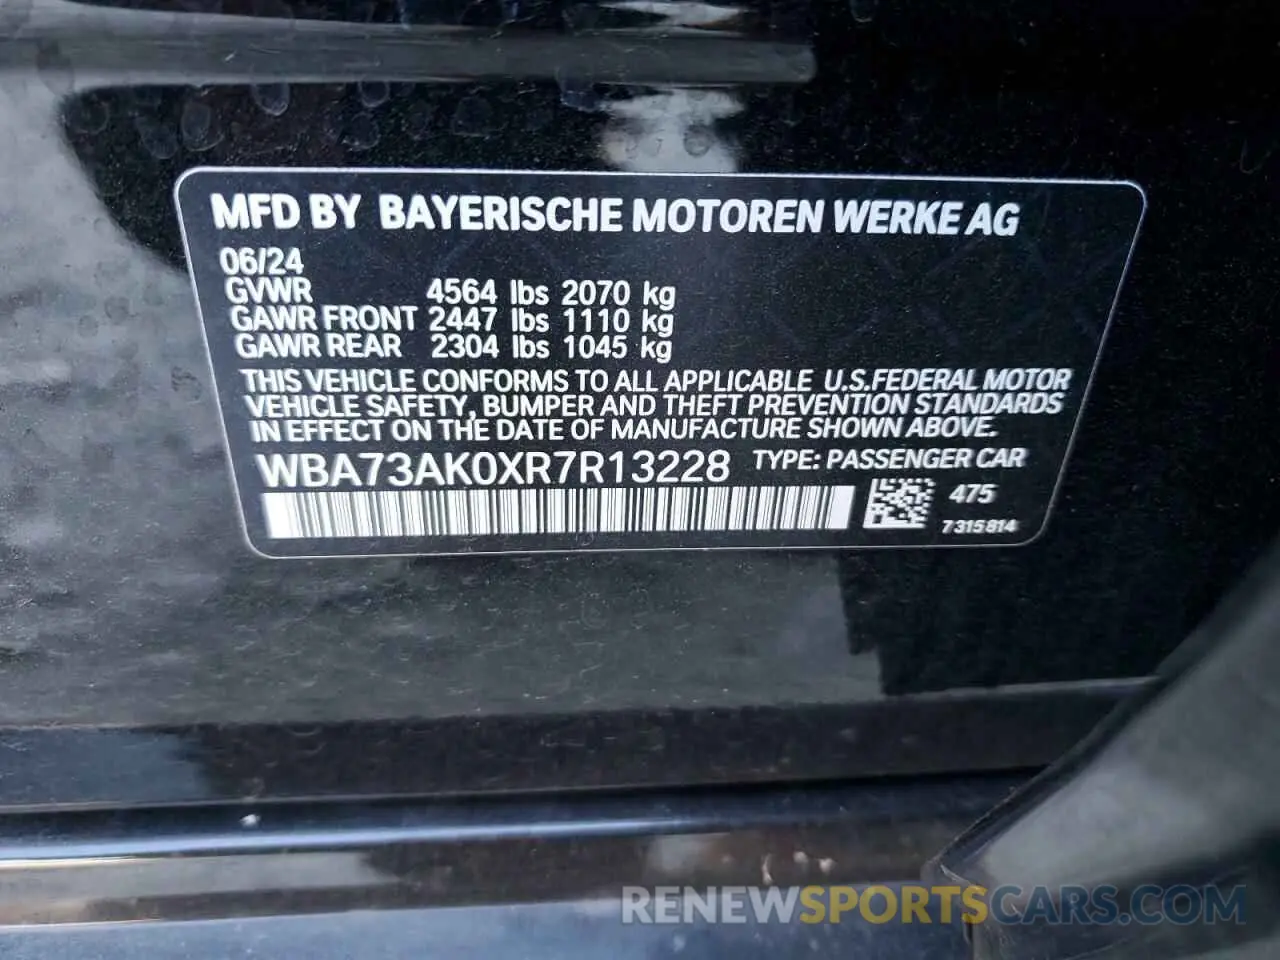 MFD BY BAYERISCHE MOTOREN WERKE AG
06/24
GVWR 4564 lbs 2070 kg
GAWR FRONT 2447 lbs 1110 kg
GAWR REAR 2304 lbs 1045 kg
THIS VEHICLE CONFORMS TO ALL APPLICABLE U.S.FEDERAL MOTOR
VEHICLE SAFETY, BUMPER AND THEFT PREVENTION STANDARDS
IN EFFECT ON THE DATE OF MANUFACTURE SHOWN ABOVE.
WBA73AK0XR7R13228 TYPE: PASSENGER CAR
475
7315814
RENEWSPORTSCARS.COM